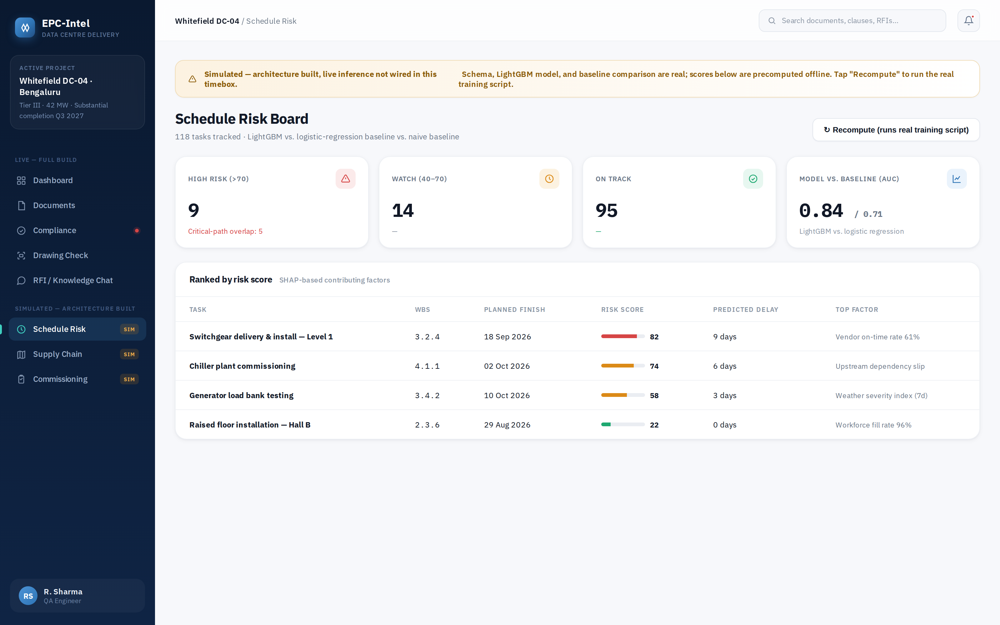 EPC-Intel
DATA CENTRE DELIVERY
ACTIVE PROJECT
Whitefield DC-04 ·
Bengaluru
Tier III · 42 MW · Substantial
completion Q3 2027
LIVE — FULL BUILD
Dashboard
Documents
Compliance
Drawing Check
RFI / Knowledge Chat
SIMULATED — ARCHITECTURE BUILT
Schedule Risk SIM
Supply Chain SIM
Commissioning SIM
RS
R. Sharma
QA Engineer
Whitefield DC-04 / Schedule Risk
Search documents, clauses, RFIs...
Simulated — architecture built, live inference not wired in this
timebox.
Schema, LightGBM model, and baseline comparison are real; scores below are precomputed offline. Tap "Recompute" to run the real
training script.
Schedule Risk Board
118 tasks tracked · LightGBM vs. logistic-regression baseline vs. naive baseline
↻ Recompute (runs real training script)
HIGH RISK (>70)
9
Critical-path overlap: 5
WATCH (40–70)
14
—
ON TRACK
95
—
MODEL VS. BASELINE (AUC)
0.84 / 0.71
LightGBM vs. logistic regression
Ranked by risk score SHAP-based contributing factors
TASK WBS PLANNED FINISH RISK SCORE PREDICTED DELAY TOP FACTOR
Switchgear delivery & install — Level 1 3.2.4 18 Sep 2026 82 9 days Vendor on-time rate 61%
Chiller plant commissioning 4.1.1 02 Oct 2026 74 6 days Upstream dependency slip
Generator load bank testing 3.4.2 10 Oct 2026 58 3 days Weather severity index (7d)
Raised floor installation — Hall B 2.3.6 29 Aug 2026 22 0 days Workforce fill rate 96%